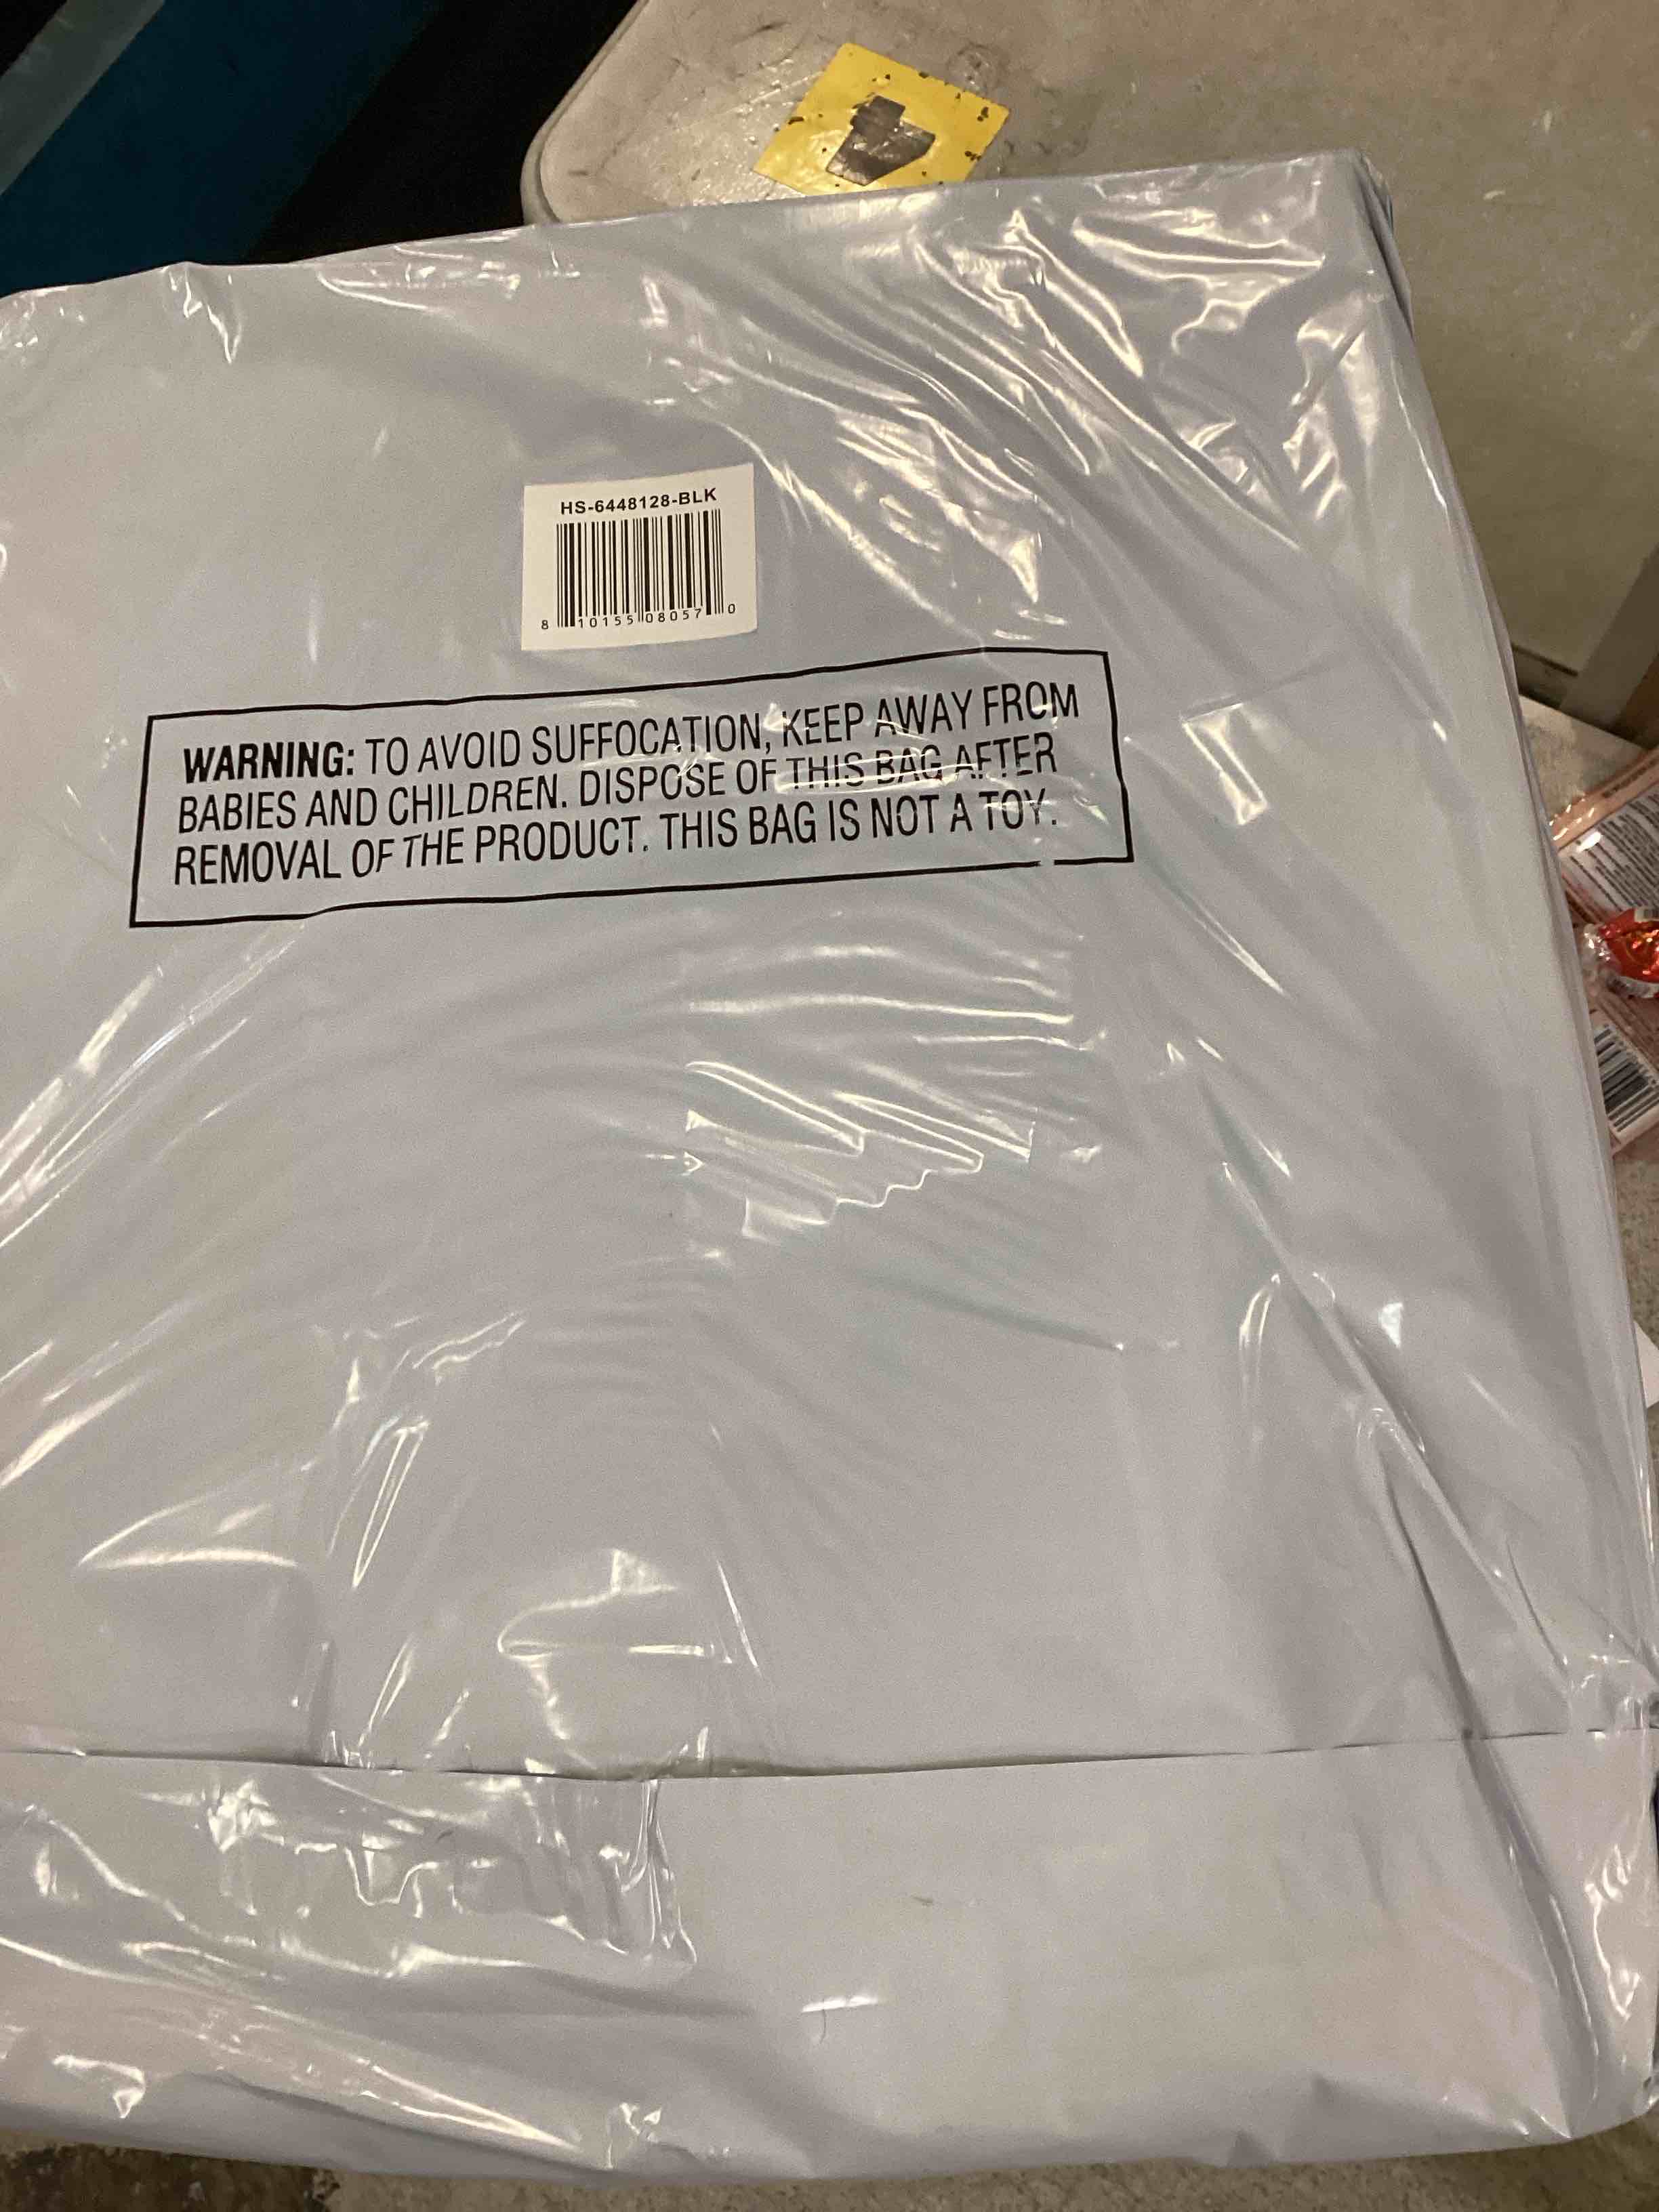 HS-6448128-BLK
8 10155 08057 0
WARNING: TO AVOID SUFFOCATION, KEEP AWAY FROM
BABIES AND CHILDREN. DISPOSE OF THIS BAG AFTER
REMOVAL OF THE PRODUCT. THIS BAG IS NOT A TOY.